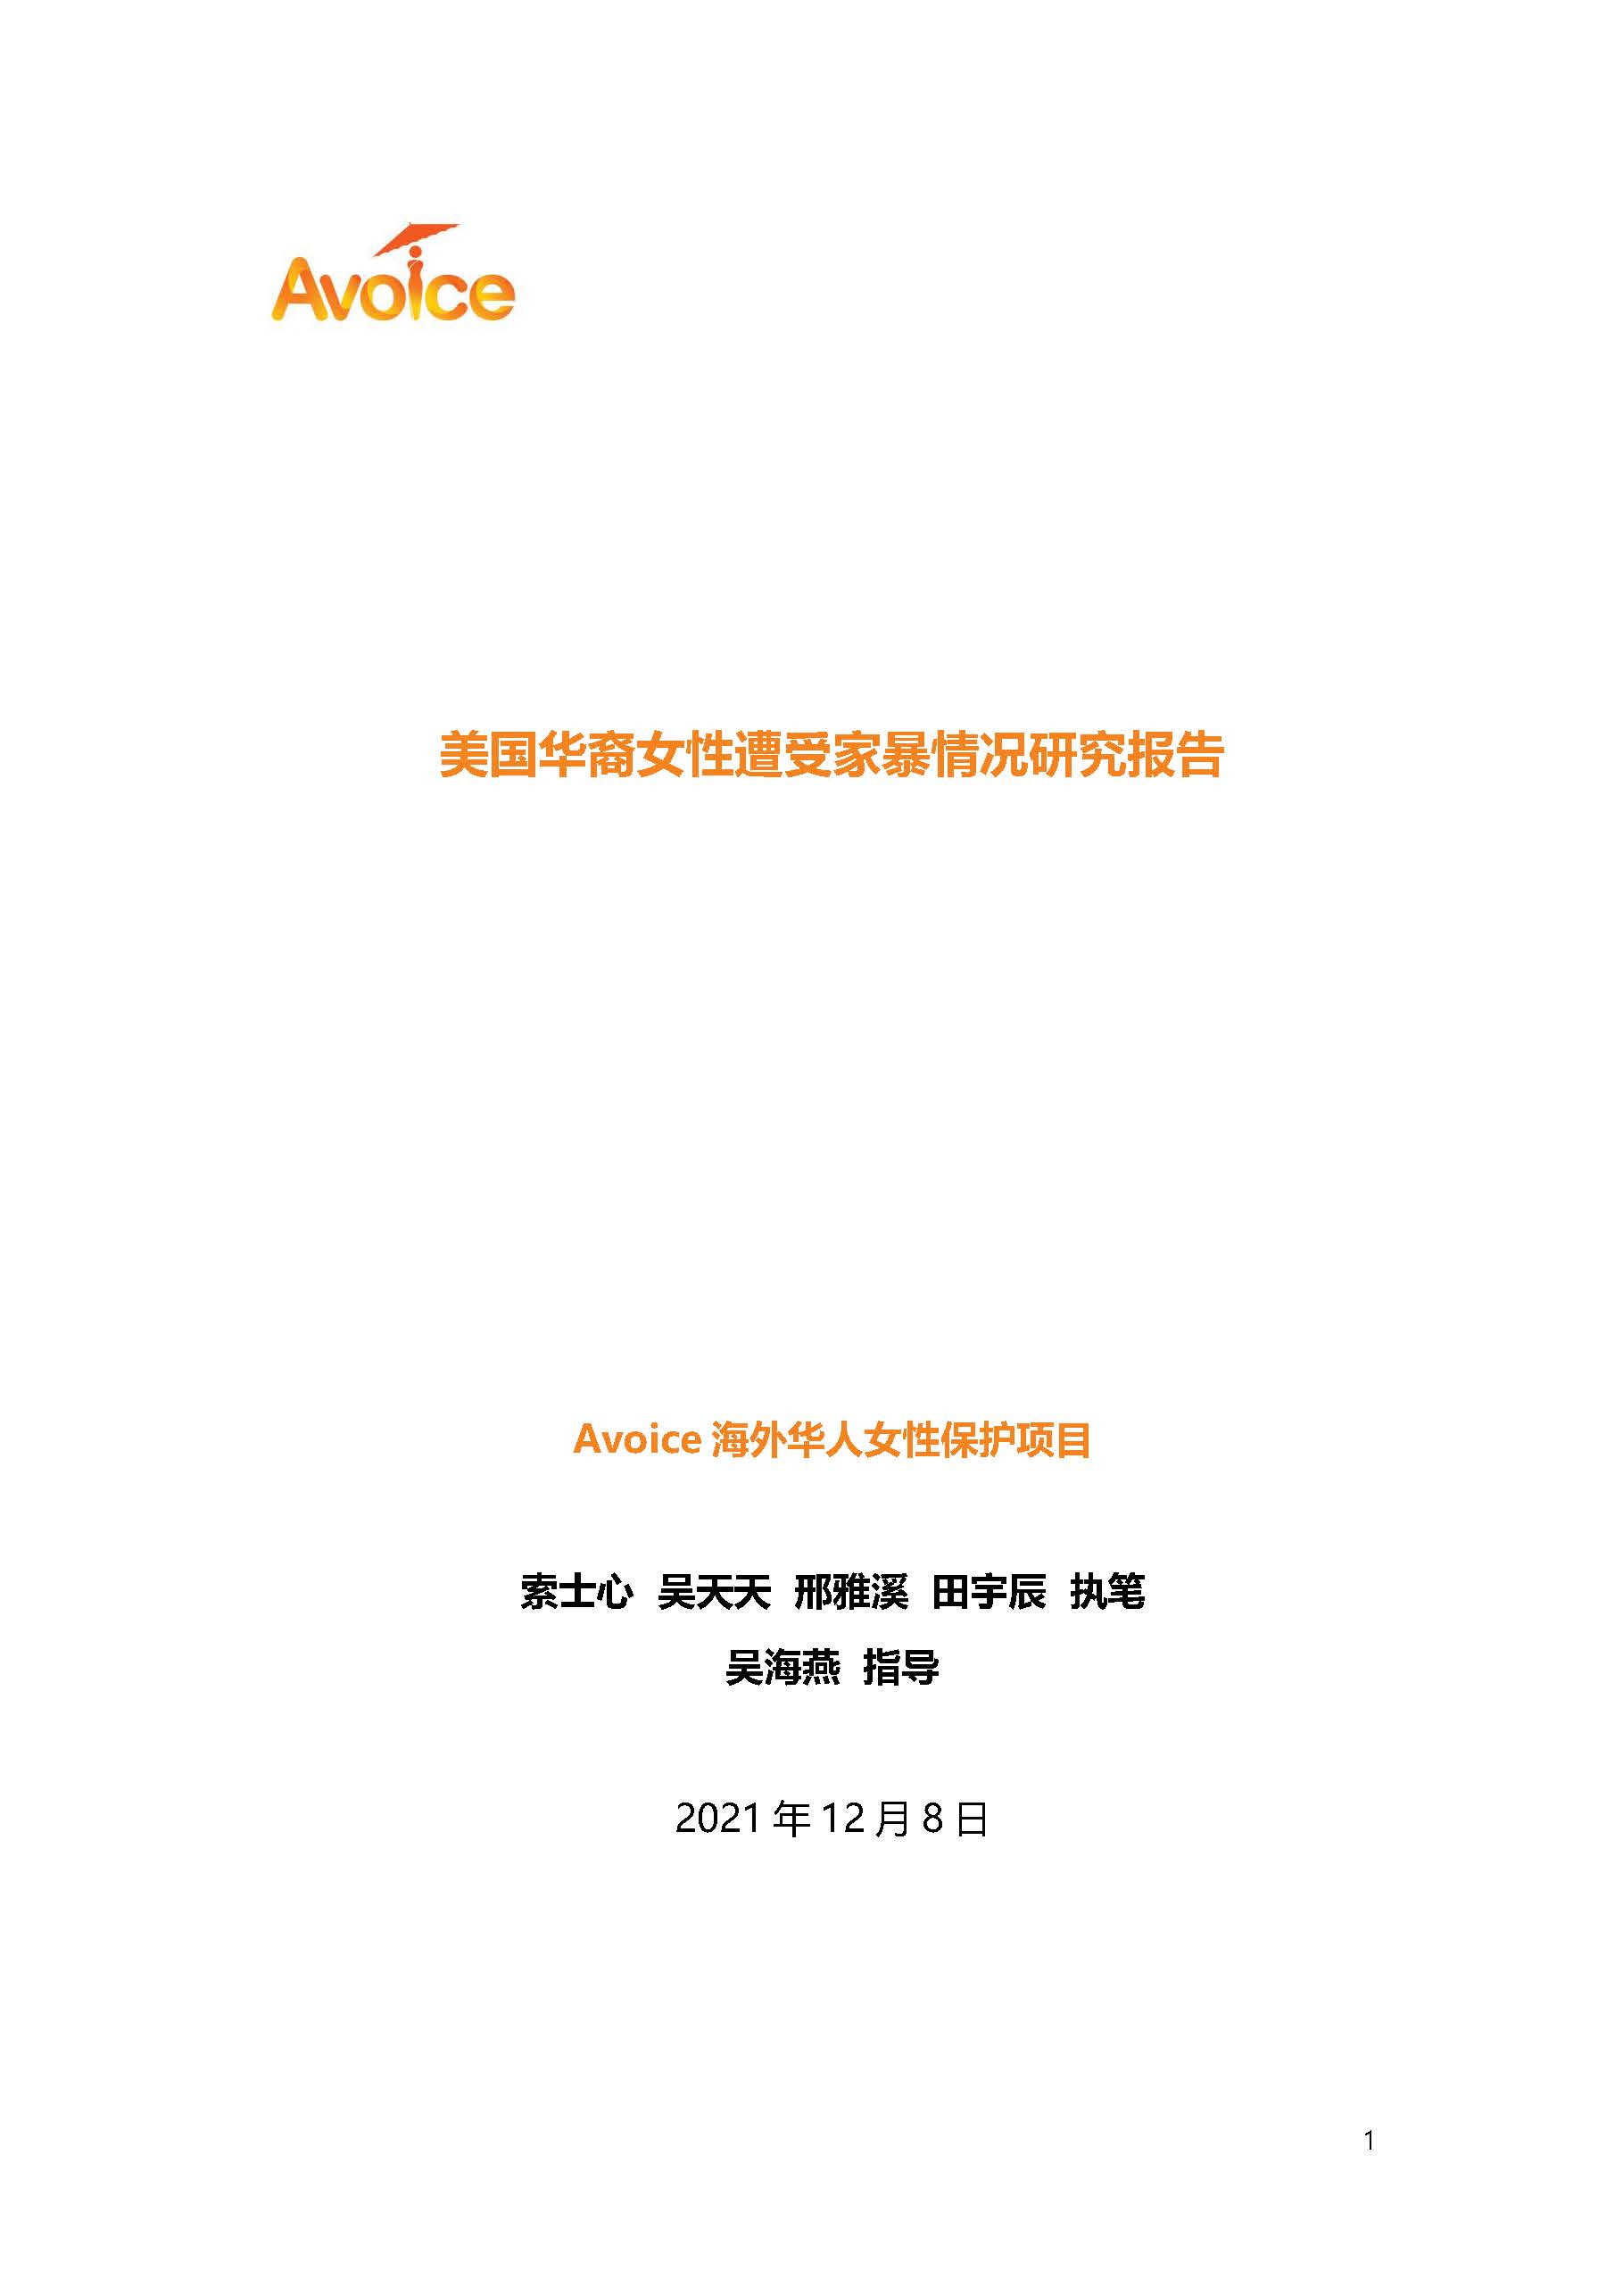 Avoice
美国华裔女性遭受家暴情况研究报告
Avoice 海外华人女性保护项目
索士心 吴天天 邢雅溪 田宇辰 执笔
吴海燕 指导
2021 年 12 月 8 日
1